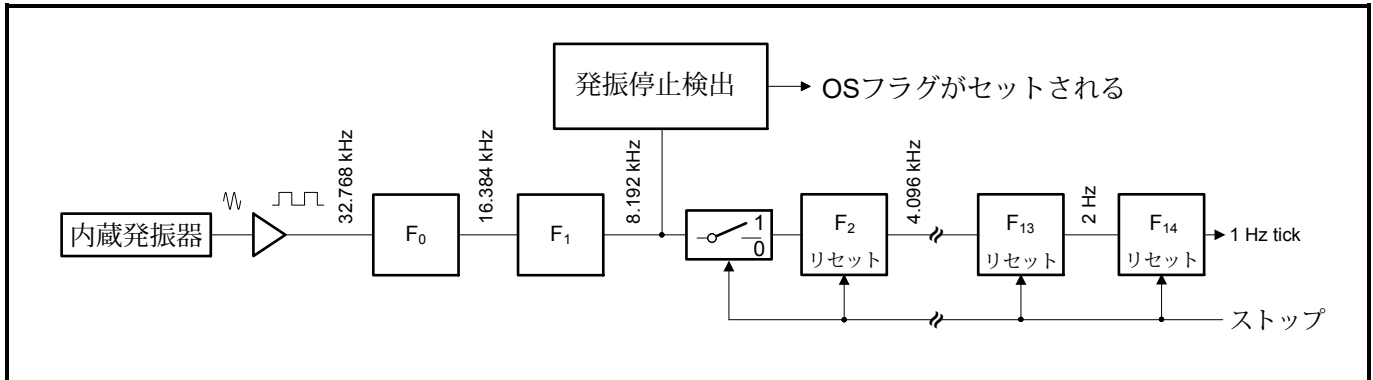 発振停止検出
OSフラグがセットされる
32.768 kHz
16.384 kHz
8.192 kHz
4.096 kHz
2 Hz
内蔵発振器
F₀
F₁
1
0
F₂
リセット
F₁₃
リセット
F₁₄
リセット
1 Hz tick
ストップ